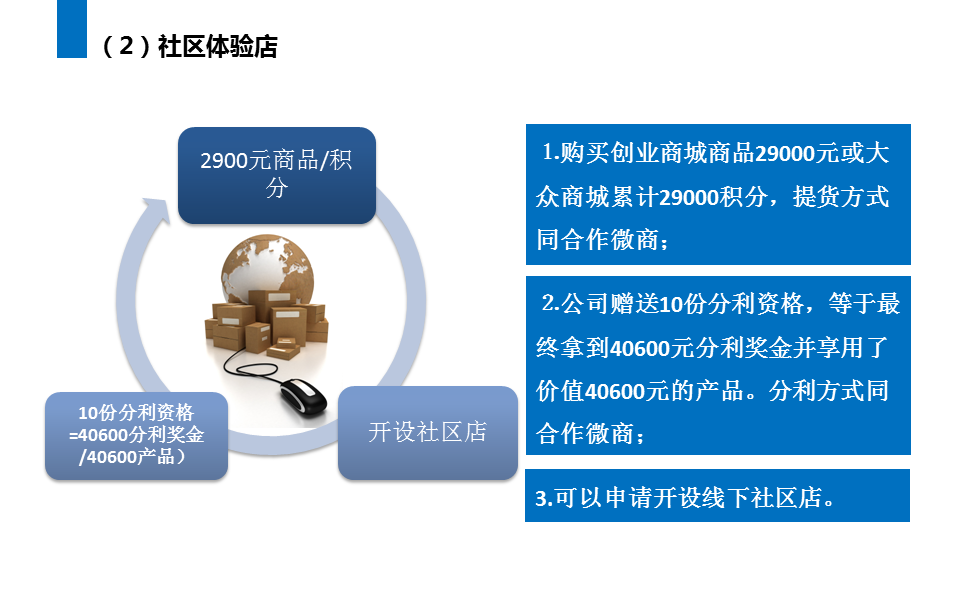 （2）社区体验店
2900元商品/积
分
10份分利资格
=40600分利奖金
/40600产品）
开设社区店
1.购买创业商城商品29000元或大
众商城累计29000积分，提货方式
同合作微商；
2.公司赠送10份分利资格，等于最
终拿到40600元分利奖金并享用了
价值40600元的产品。分利方式同
合作微商；
3.可以申请开设线下社区店。